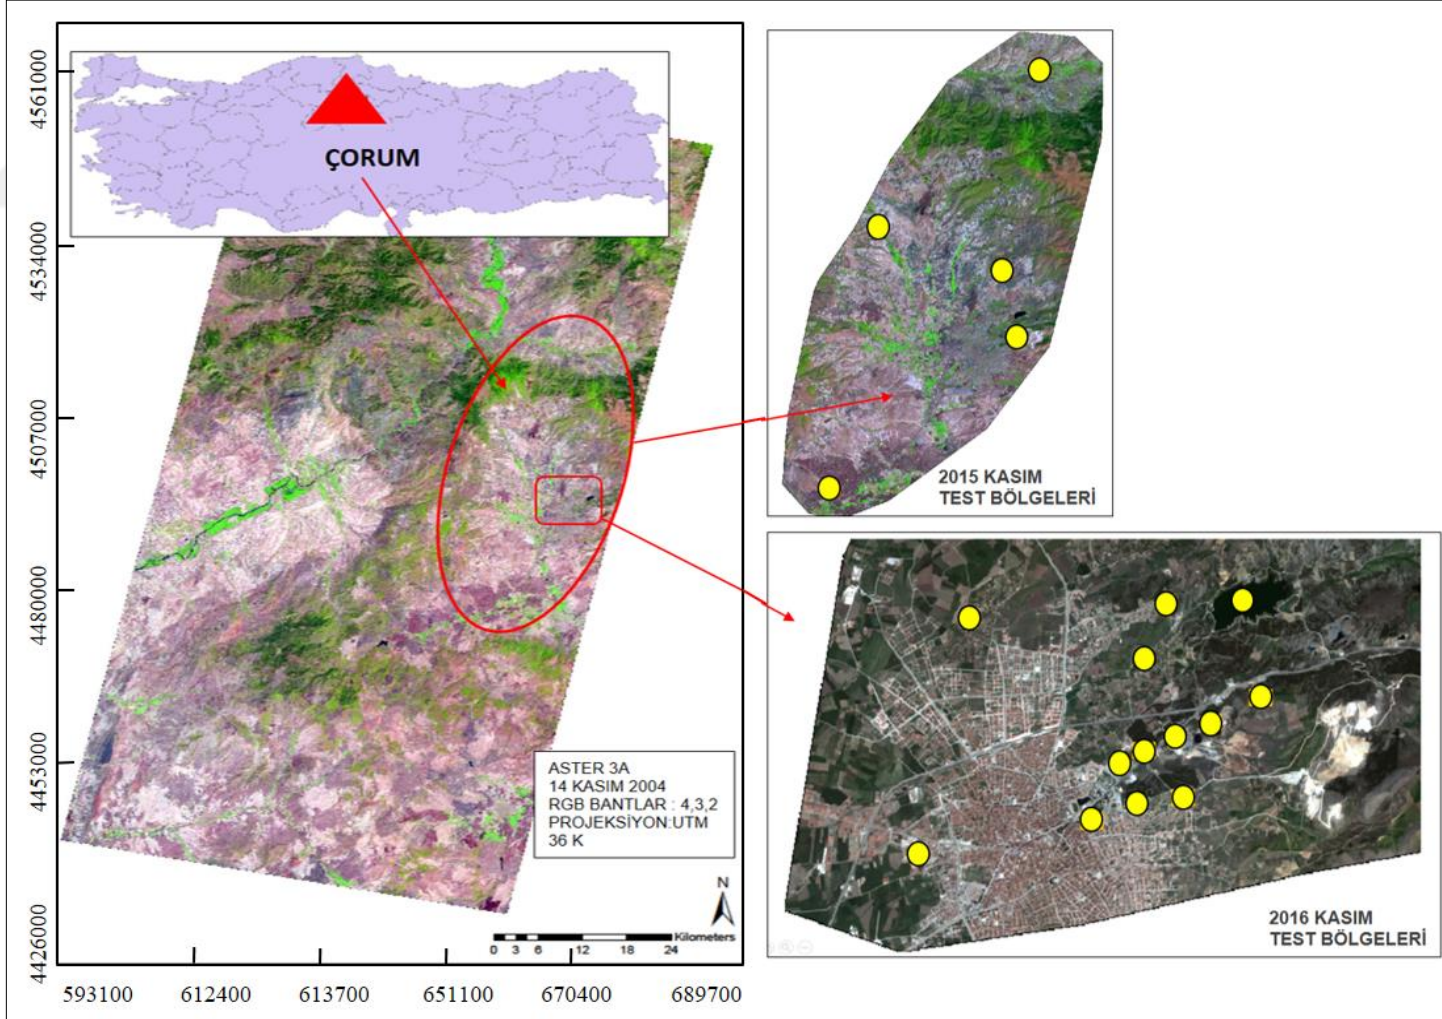 ÇORUM
4561000
4534000
4507000
4480000
4453000
4426000
593100 612400 613700 651100 670400 689700
ASTER 3A
14 KASIM 2004
RGB BANTLAR : 4,3,2
PROJEKSİYON:UTM
36 K
N
Kilometers
0 3 6 12 18 24
2015 KASIM
TEST BÖLGELERİ
2016 KASIM
TEST BÖLGELERİ